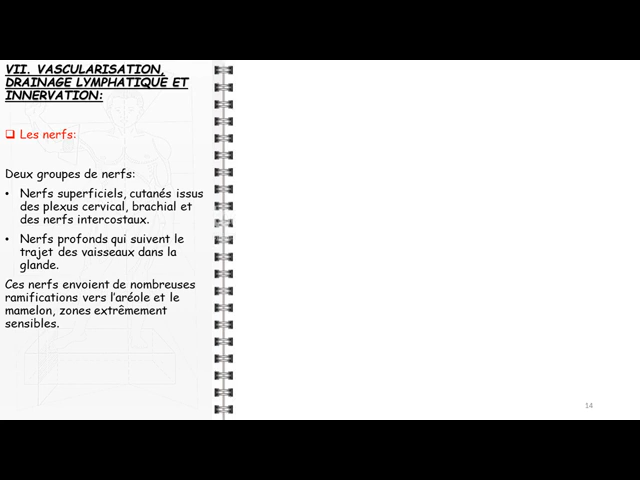 VII. VASCULARISATION,
DRAINAGE LYMPHATIQUE ET
INNERVATION:
❑ Les nerfs:
Deux groupes de nerfs:
• Nerfs superficiels, cutanés issus
des plexus cervical, brachial et
des nerfs intercostaux.
• Nerfs profonds qui suivent le
trajet des vaisseaux dans la
glande.
Ces nerfs envoient de nombreuses
ramifications vers l'aréole et le
mamelon, zones extrêmement
sensibles.
14